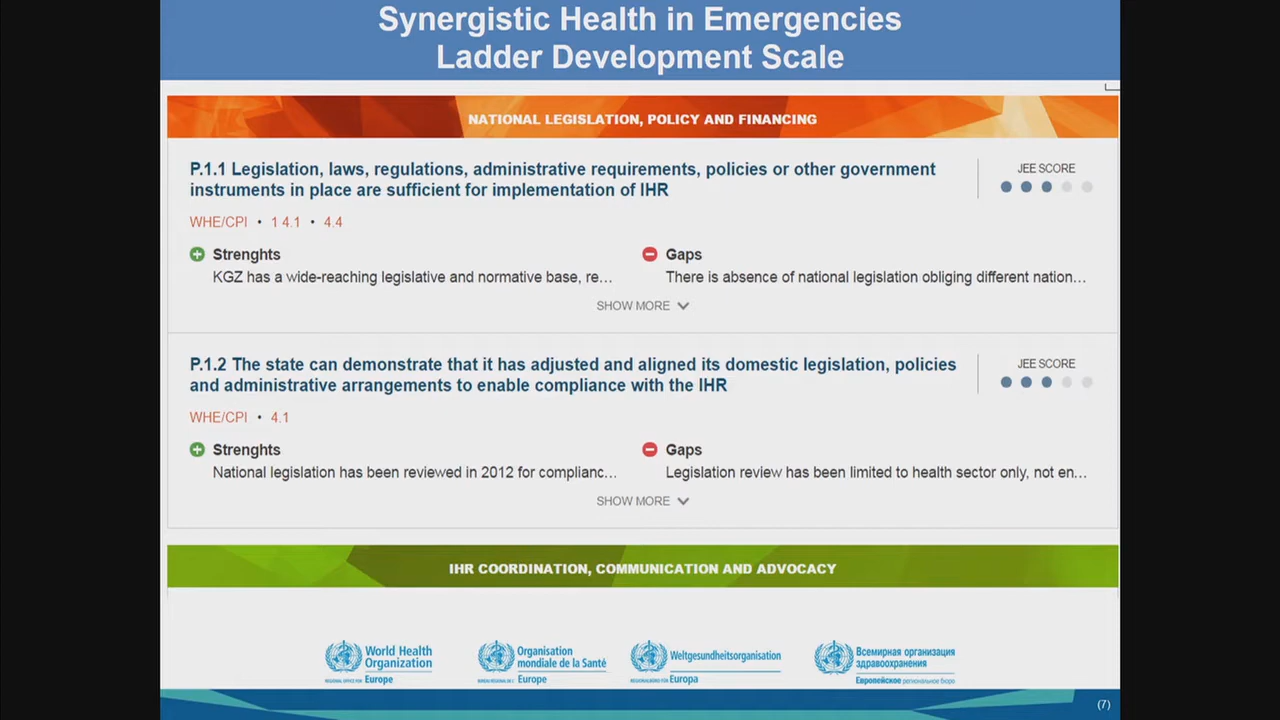 Synergistic Health in Emergencies
Ladder Development Scale
NATIONAL LEGISLATION, POLICY AND FINANCING
P.1.1 Legislation, laws, regulations, administrative requirements, policies or other government
instruments in place are sufficient for implementation of IHR
JEE SCORE
WHE/CPI • 1 4.1 • 4.4
Strenghts
KGZ has a wide-reaching legislative and normative base, re...
Gaps
There is absence of national legislation obliging different nation...
SHOW MORE
P.1.2 The state can demonstrate that it has adjusted and aligned its domestic legislation, policies
and administrative arrangements to enable compliance with the IHR
JEE SCORE
WHE/CPI • 4.1
Strenghts
National legislation has been reviewed in 2012 for complianc...
Gaps
Legislation review has been limited to health sector only, not en...
SHOW MORE
IHR COORDINATION, COMMUNICATION AND ADVOCACY
World Health
Organization
REGIONAL OFFICE FOR Europe
Organisation
mondiale de la Santé
Europe
Weltgesundheitsorganisation
REGIONALBÜRO FÜR Europa
Всемирная организация
здравоохранения
Европейское региональное бюро
(7)